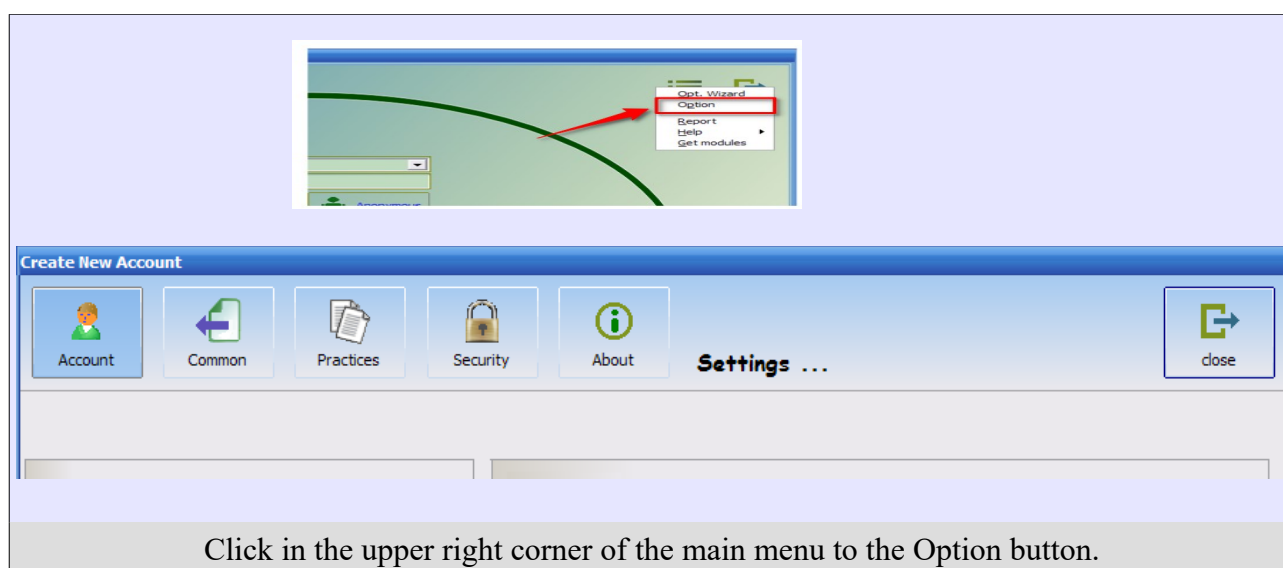 Opt. Wizard
Option
Report
Help
Get modules
Anonymous
Create New Account
Account
Common
Practices
Security
About
Settings ...
close
Click in the upper right corner of the main menu to the Option button.